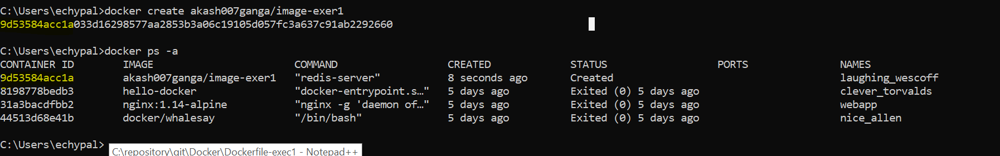 C:\Users\echypal>docker create akash007ganga/image-exer1
9d53584acc1a033d16298577aa2853b3a06c19105d057fc3a637c91ab2292660
C:\Users\echypal>docker ps -a
CONTAINER ID IMAGE COMMAND CREATED STATUS PORTS NAMES
9d53584acc1a akash007ganga/image-exer1 "redis-server" 8 seconds ago Created laughing_wescoff
8198778bedb3 hello-docker "docker-entrypoint.s…" 5 days ago Exited (0) 5 days ago clever_torvalds
31a3bacdfbb2 nginx:1.14-alpine "nginx -g 'daemon of…" 5 days ago Exited (0) 5 days ago webapp
44513d68e41b docker/whalesay "/bin/bash" 5 days ago Exited (0) 5 days ago nice_allen
C:\Users\echypal>
C:\repository\git\Docker\Dockerfile-exec1 - Notepad++